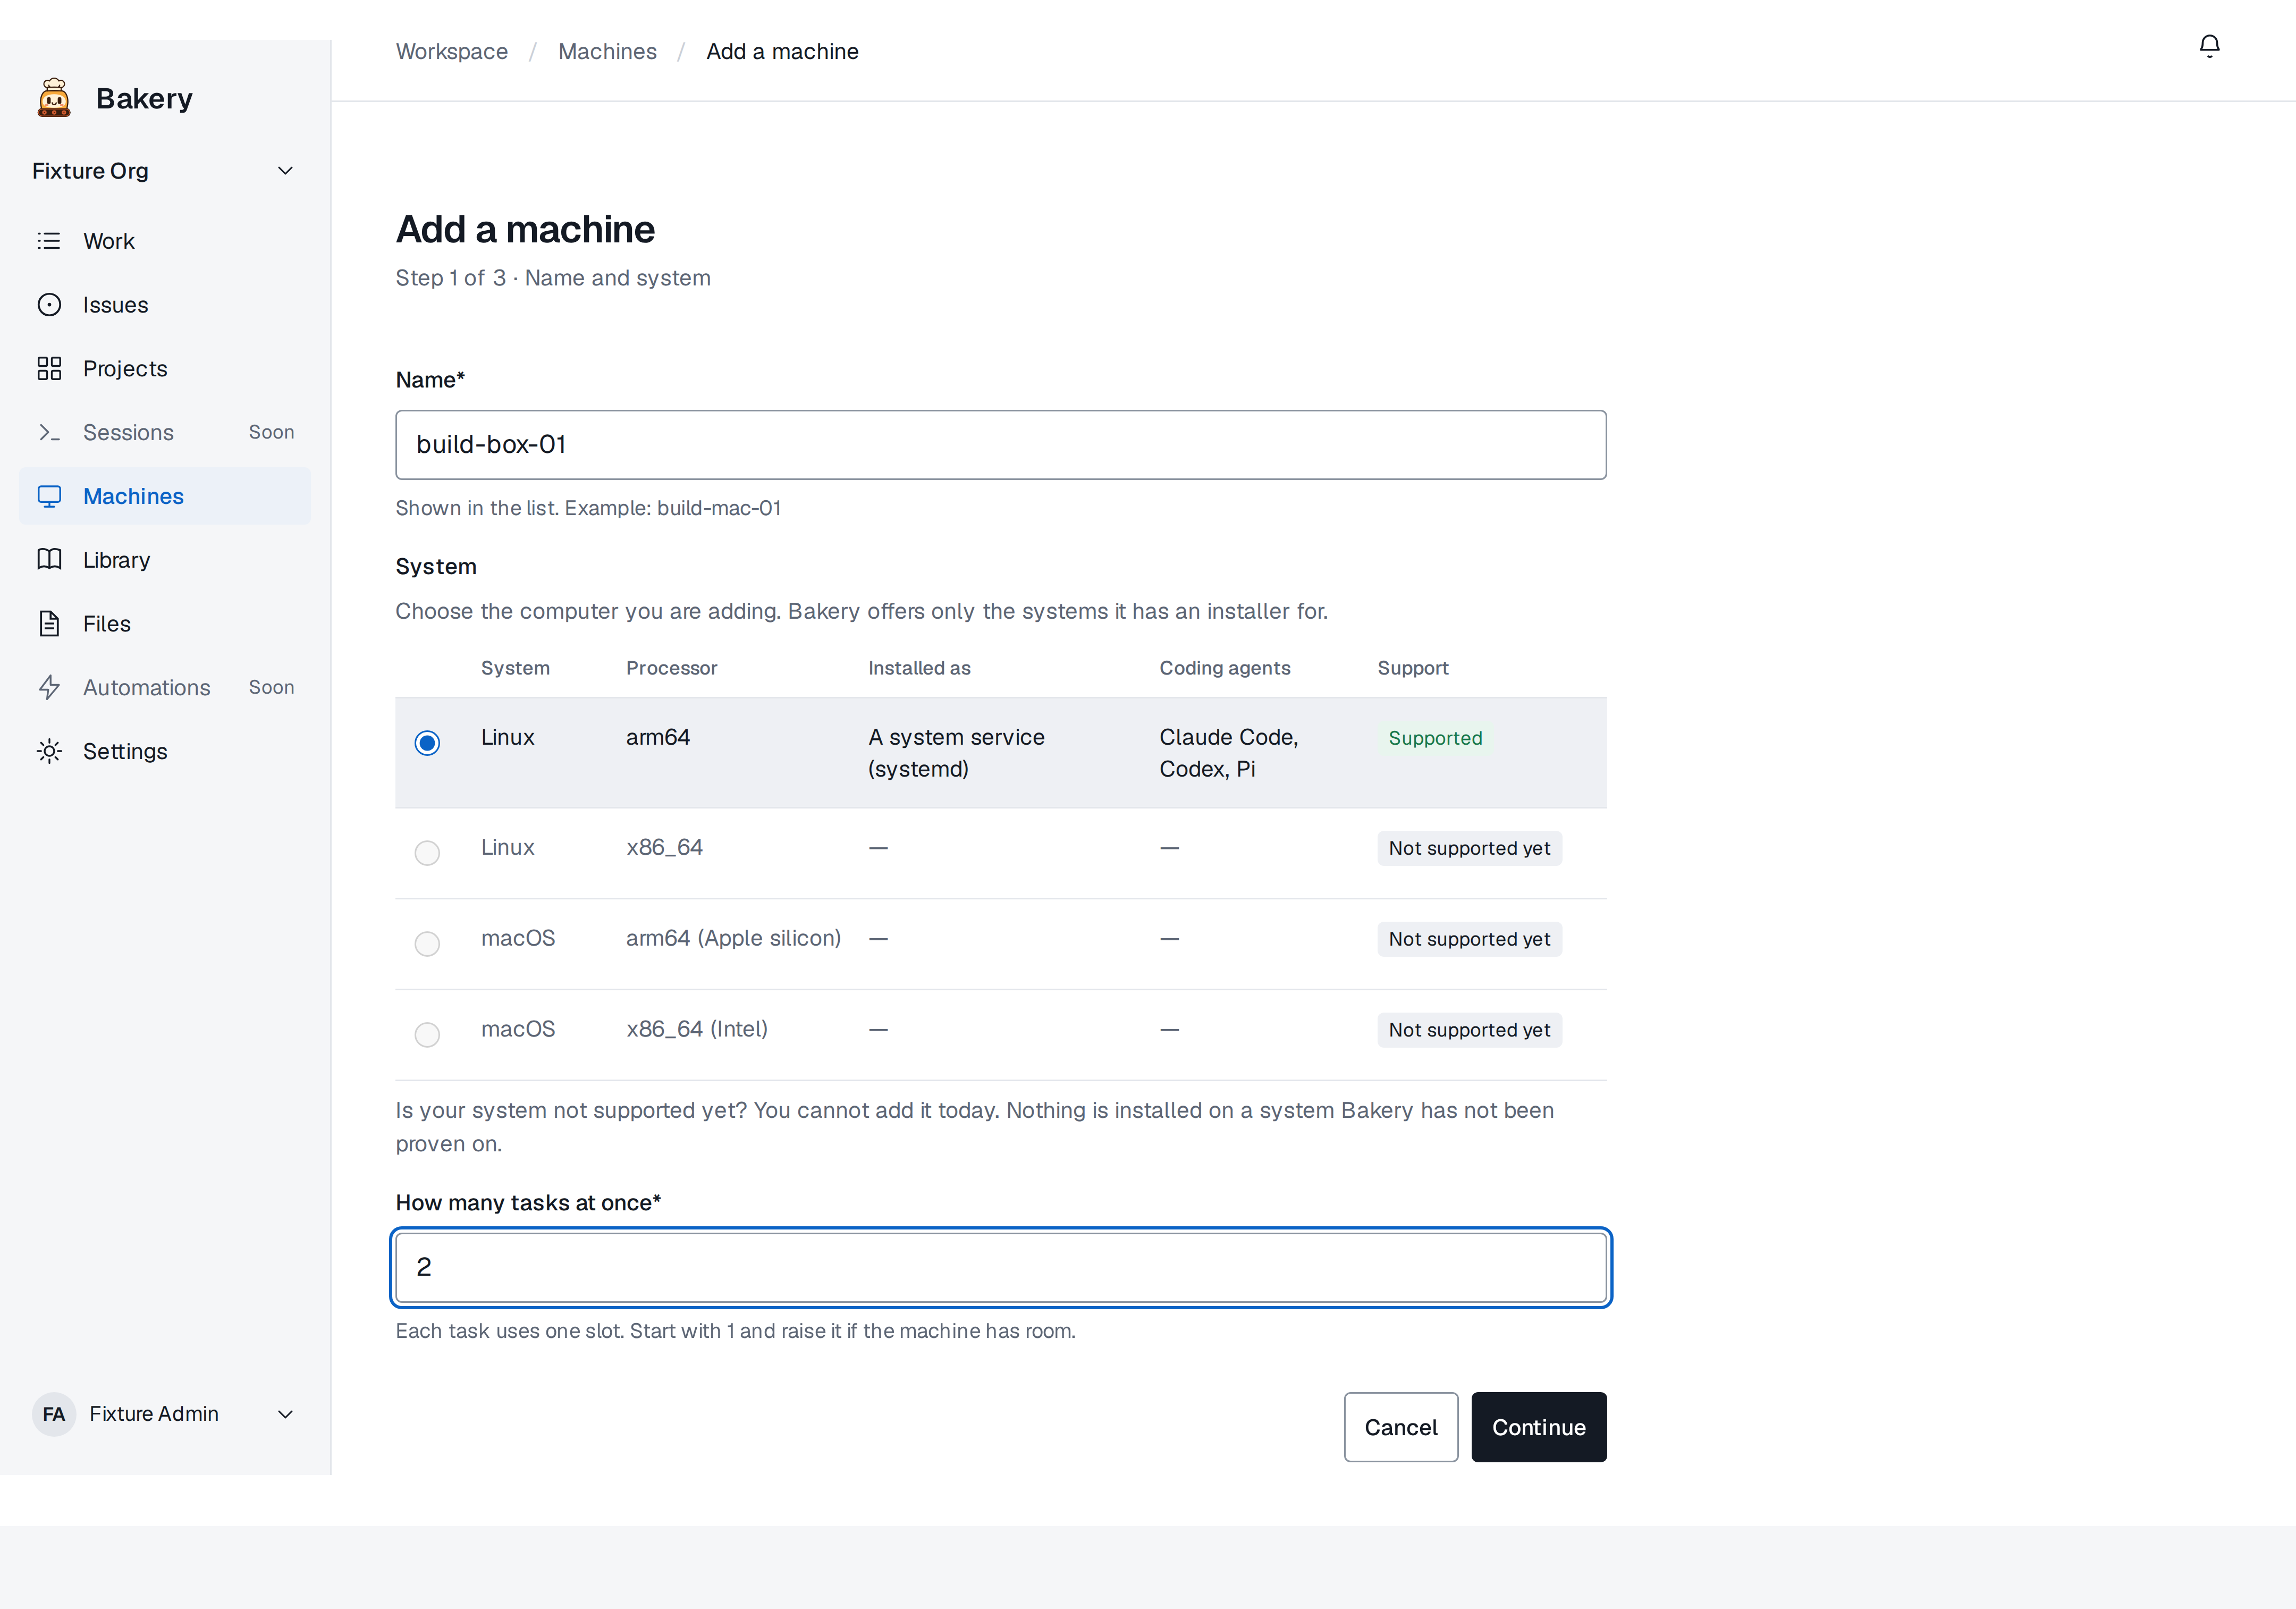 Workspace / Machines / Add a machine
Bakery
Fixture Org
Work
Issues
Projects
Sessions Soon
Machines
Library
Files
Automations Soon
Settings
FA Fixture Admin
Add a machine
Step 1 of 3 · Name and system
Name*
build-box-01
Shown in the list. Example: build-mac-01
System
Choose the computer you are adding. Bakery offers only the systems it has an installer for.
System Processor Installed as Coding agents Support
Linux arm64 A system service Claude Code, Supported
(systemd) Codex, Pi
Linux x86_64 — — Not supported yet
macOS arm64 (Apple silicon) — — Not supported yet
macOS x86_64 (Intel) — — Not supported yet
Is your system not supported yet? You cannot add it today. Nothing is installed on a system Bakery has not been
proven on.
How many tasks at once*
2
Each task uses one slot. Start with 1 and raise it if the machine has room.
Cancel Continue